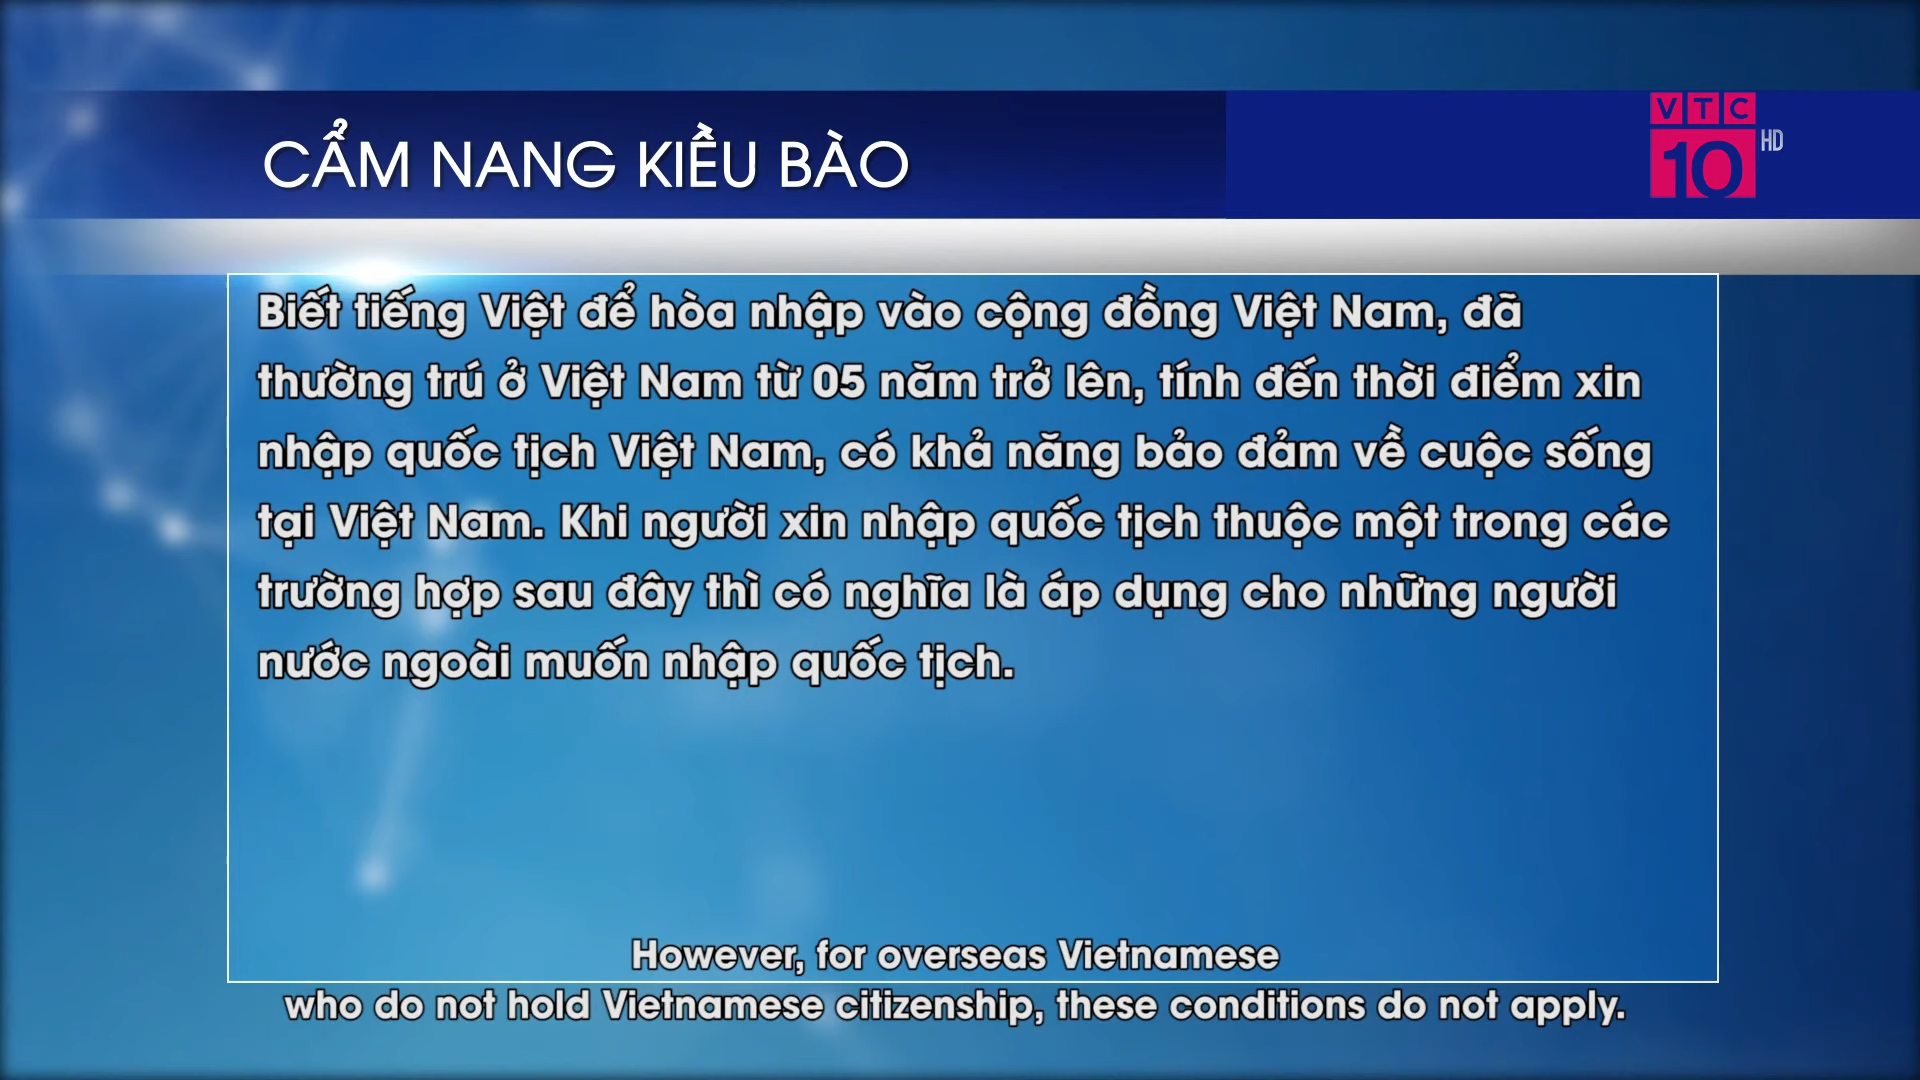 CẨM NANG KIỀU BÀO
VTC
10 HD
Biết tiếng Việt để hòa nhập vào cộng đồng Việt Nam, đã
thường trú ở Việt Nam từ 05 năm trở lên, tính đến thời điểm xin
nhập quốc tịch Việt Nam, có khả năng bảo đảm về cuộc sống
tại Việt Nam. Khi người xin nhập quốc tịch thuộc một trong các
trường hợp sau đây thì có nghĩa là áp dụng cho những người
nước ngoài muốn nhập quốc tịch.
However, for overseas Vietnamese
who do not hold Vietnamese citizenship, these conditions do not apply.